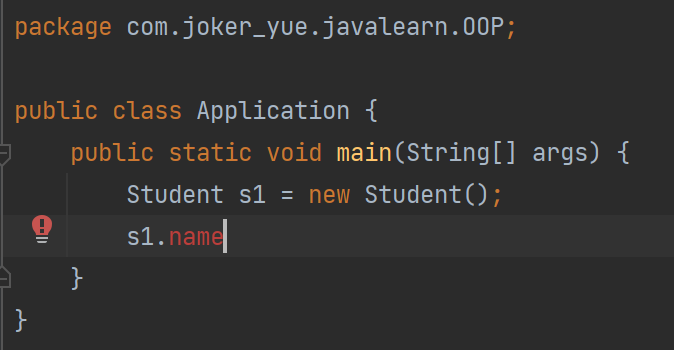 package com.joker_yue.javalearn.OOP;
public class Application {
public static void main(String[] args) {
Student s1 = new Student();
s1.name
}
}